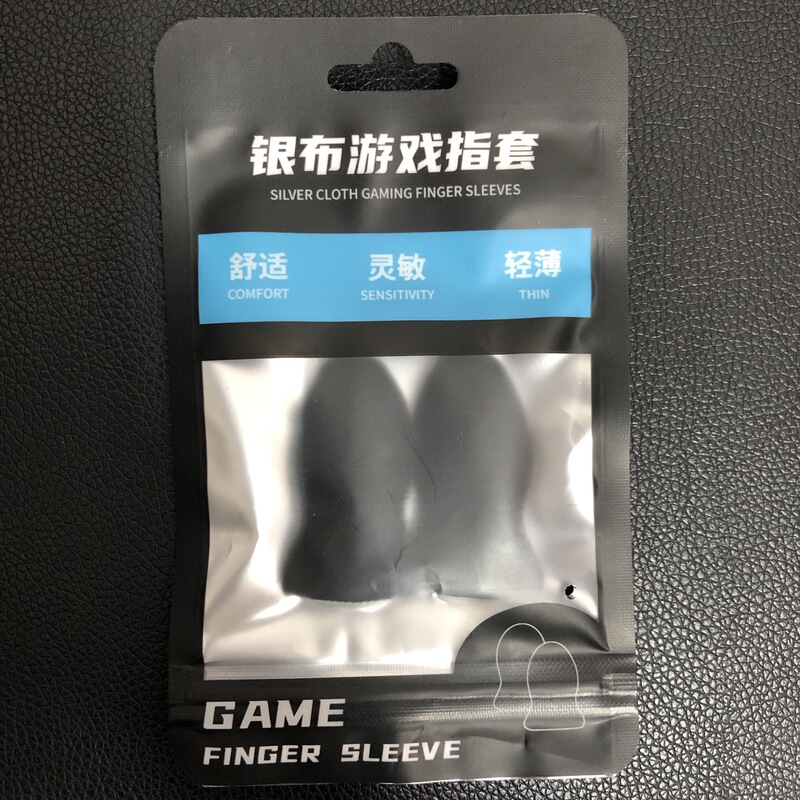 银布游戏指套
SILVER CLOTH GAMING FINGER SLEEVES
舒适 灵敏 轻薄
COMFORT SENSITIVITY THIN
GAME
FINGER SLEEVE